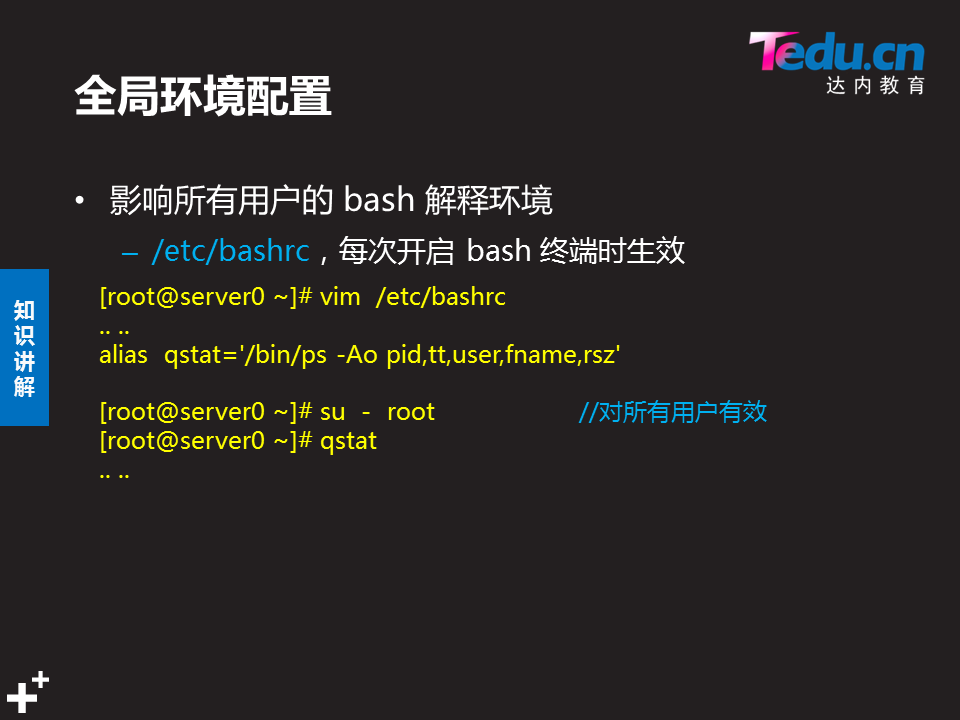 Tedu.cn
达内教育
全局环境配置
• 影响所有用户的 bash 解释环境
– /etc/bashrc，每次开启 bash 终端时生效
[root@server0 ~]# vim  /etc/bashrc
.. ..
alias  qstat='/bin/ps -Ao pid,tt,user,fname,rsz'
[root@server0 ~]# su  -  root //对所有用户有效
[root@server0 ~]# qstat
.. ..
知
识
讲
解